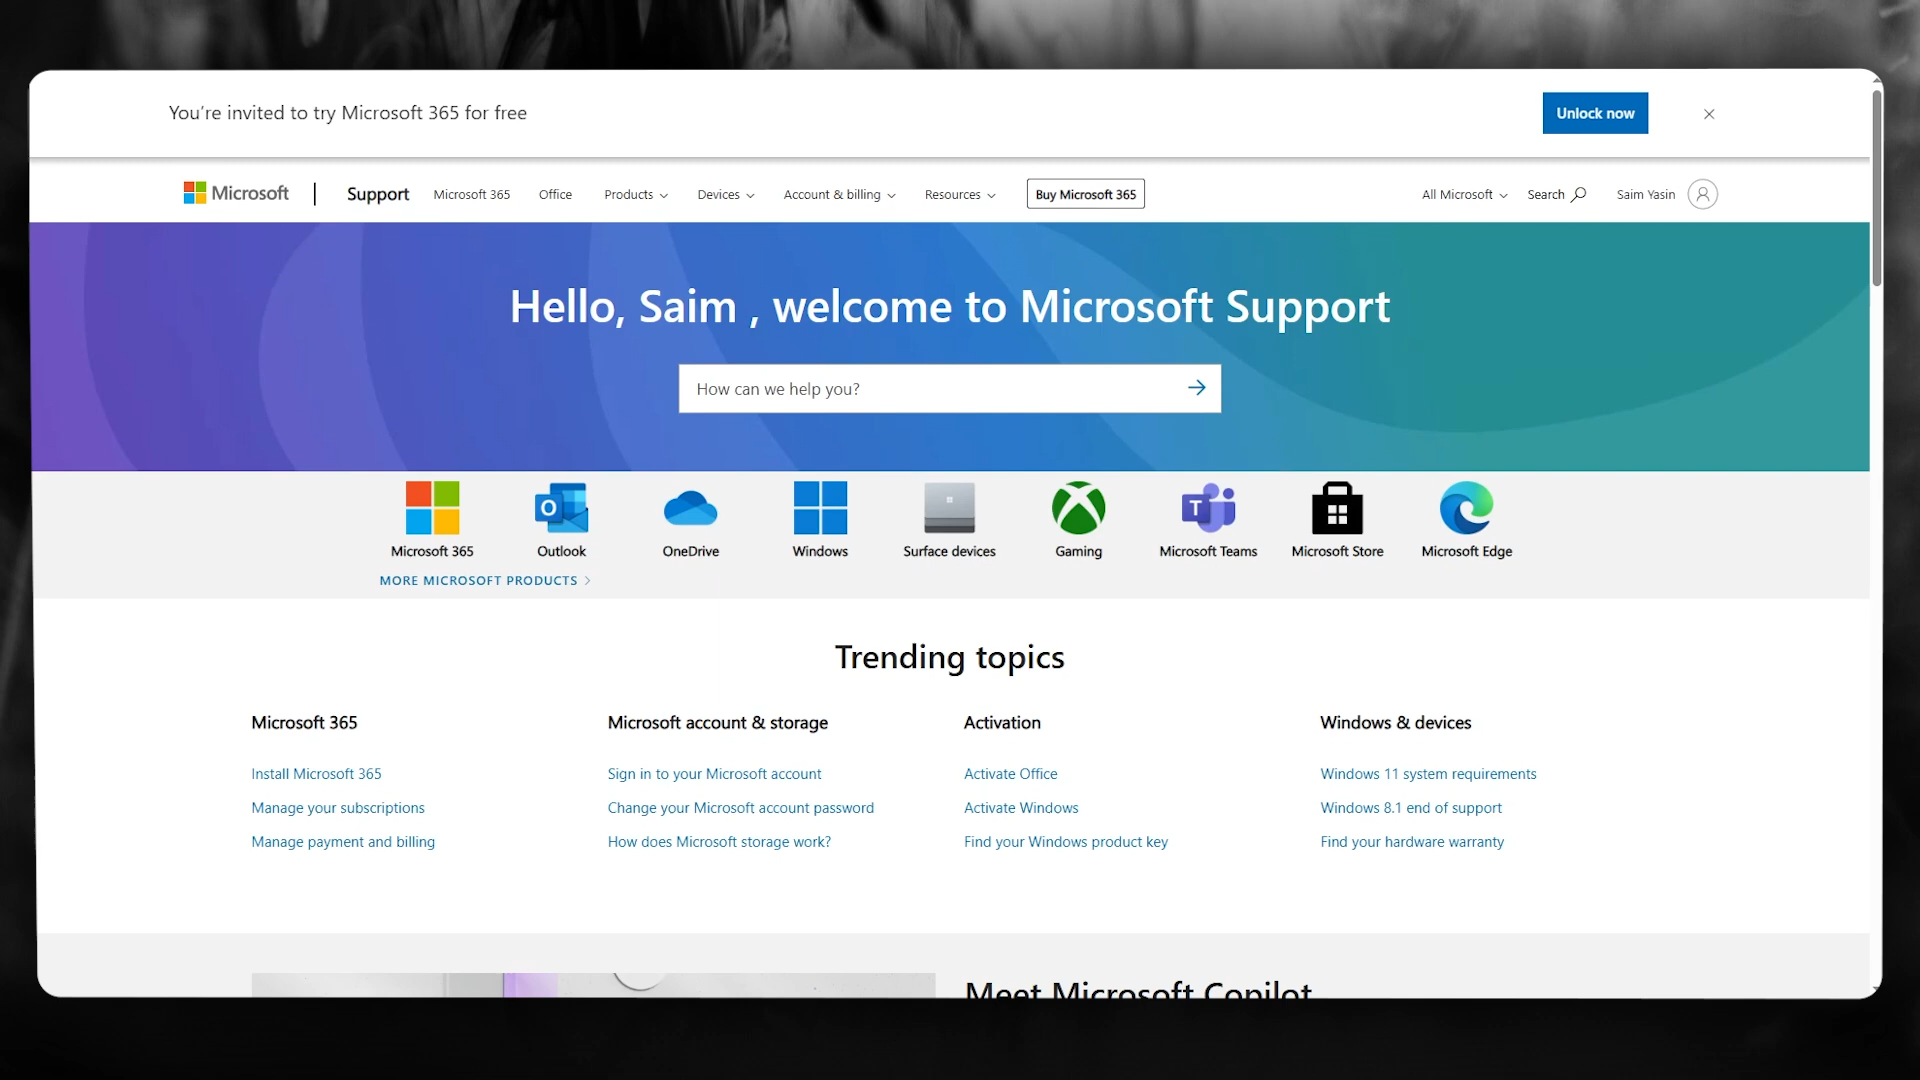 You're invited to try Microsoft 365 for free
Unlock now
Microsoft
Support
Microsoft 365
Office
Products
Devices
Account & billing
Resources
Buy Microsoft 365
All Microsoft
Search
Saim Yasin
Hello, Saim , welcome to Microsoft Support
How can we help you?
Microsoft 365
Outlook
OneDrive
Windows
Surface devices
Gaming
Microsoft Teams
Microsoft Store
Microsoft Edge
MORE MICROSOFT PRODUCTS
Trending topics
Microsoft 365
Install Microsoft 365
Manage your subscriptions
Manage payment and billing
Microsoft account & storage
Sign in to your Microsoft account
Change your Microsoft account password
How does Microsoft storage work?
Activation
Activate Office
Activate Windows
Find your Windows product key
Windows & devices
Windows 11 system requirements
Windows 8.1 end of support
Find your hardware warranty
Meet Microsoft Copilot